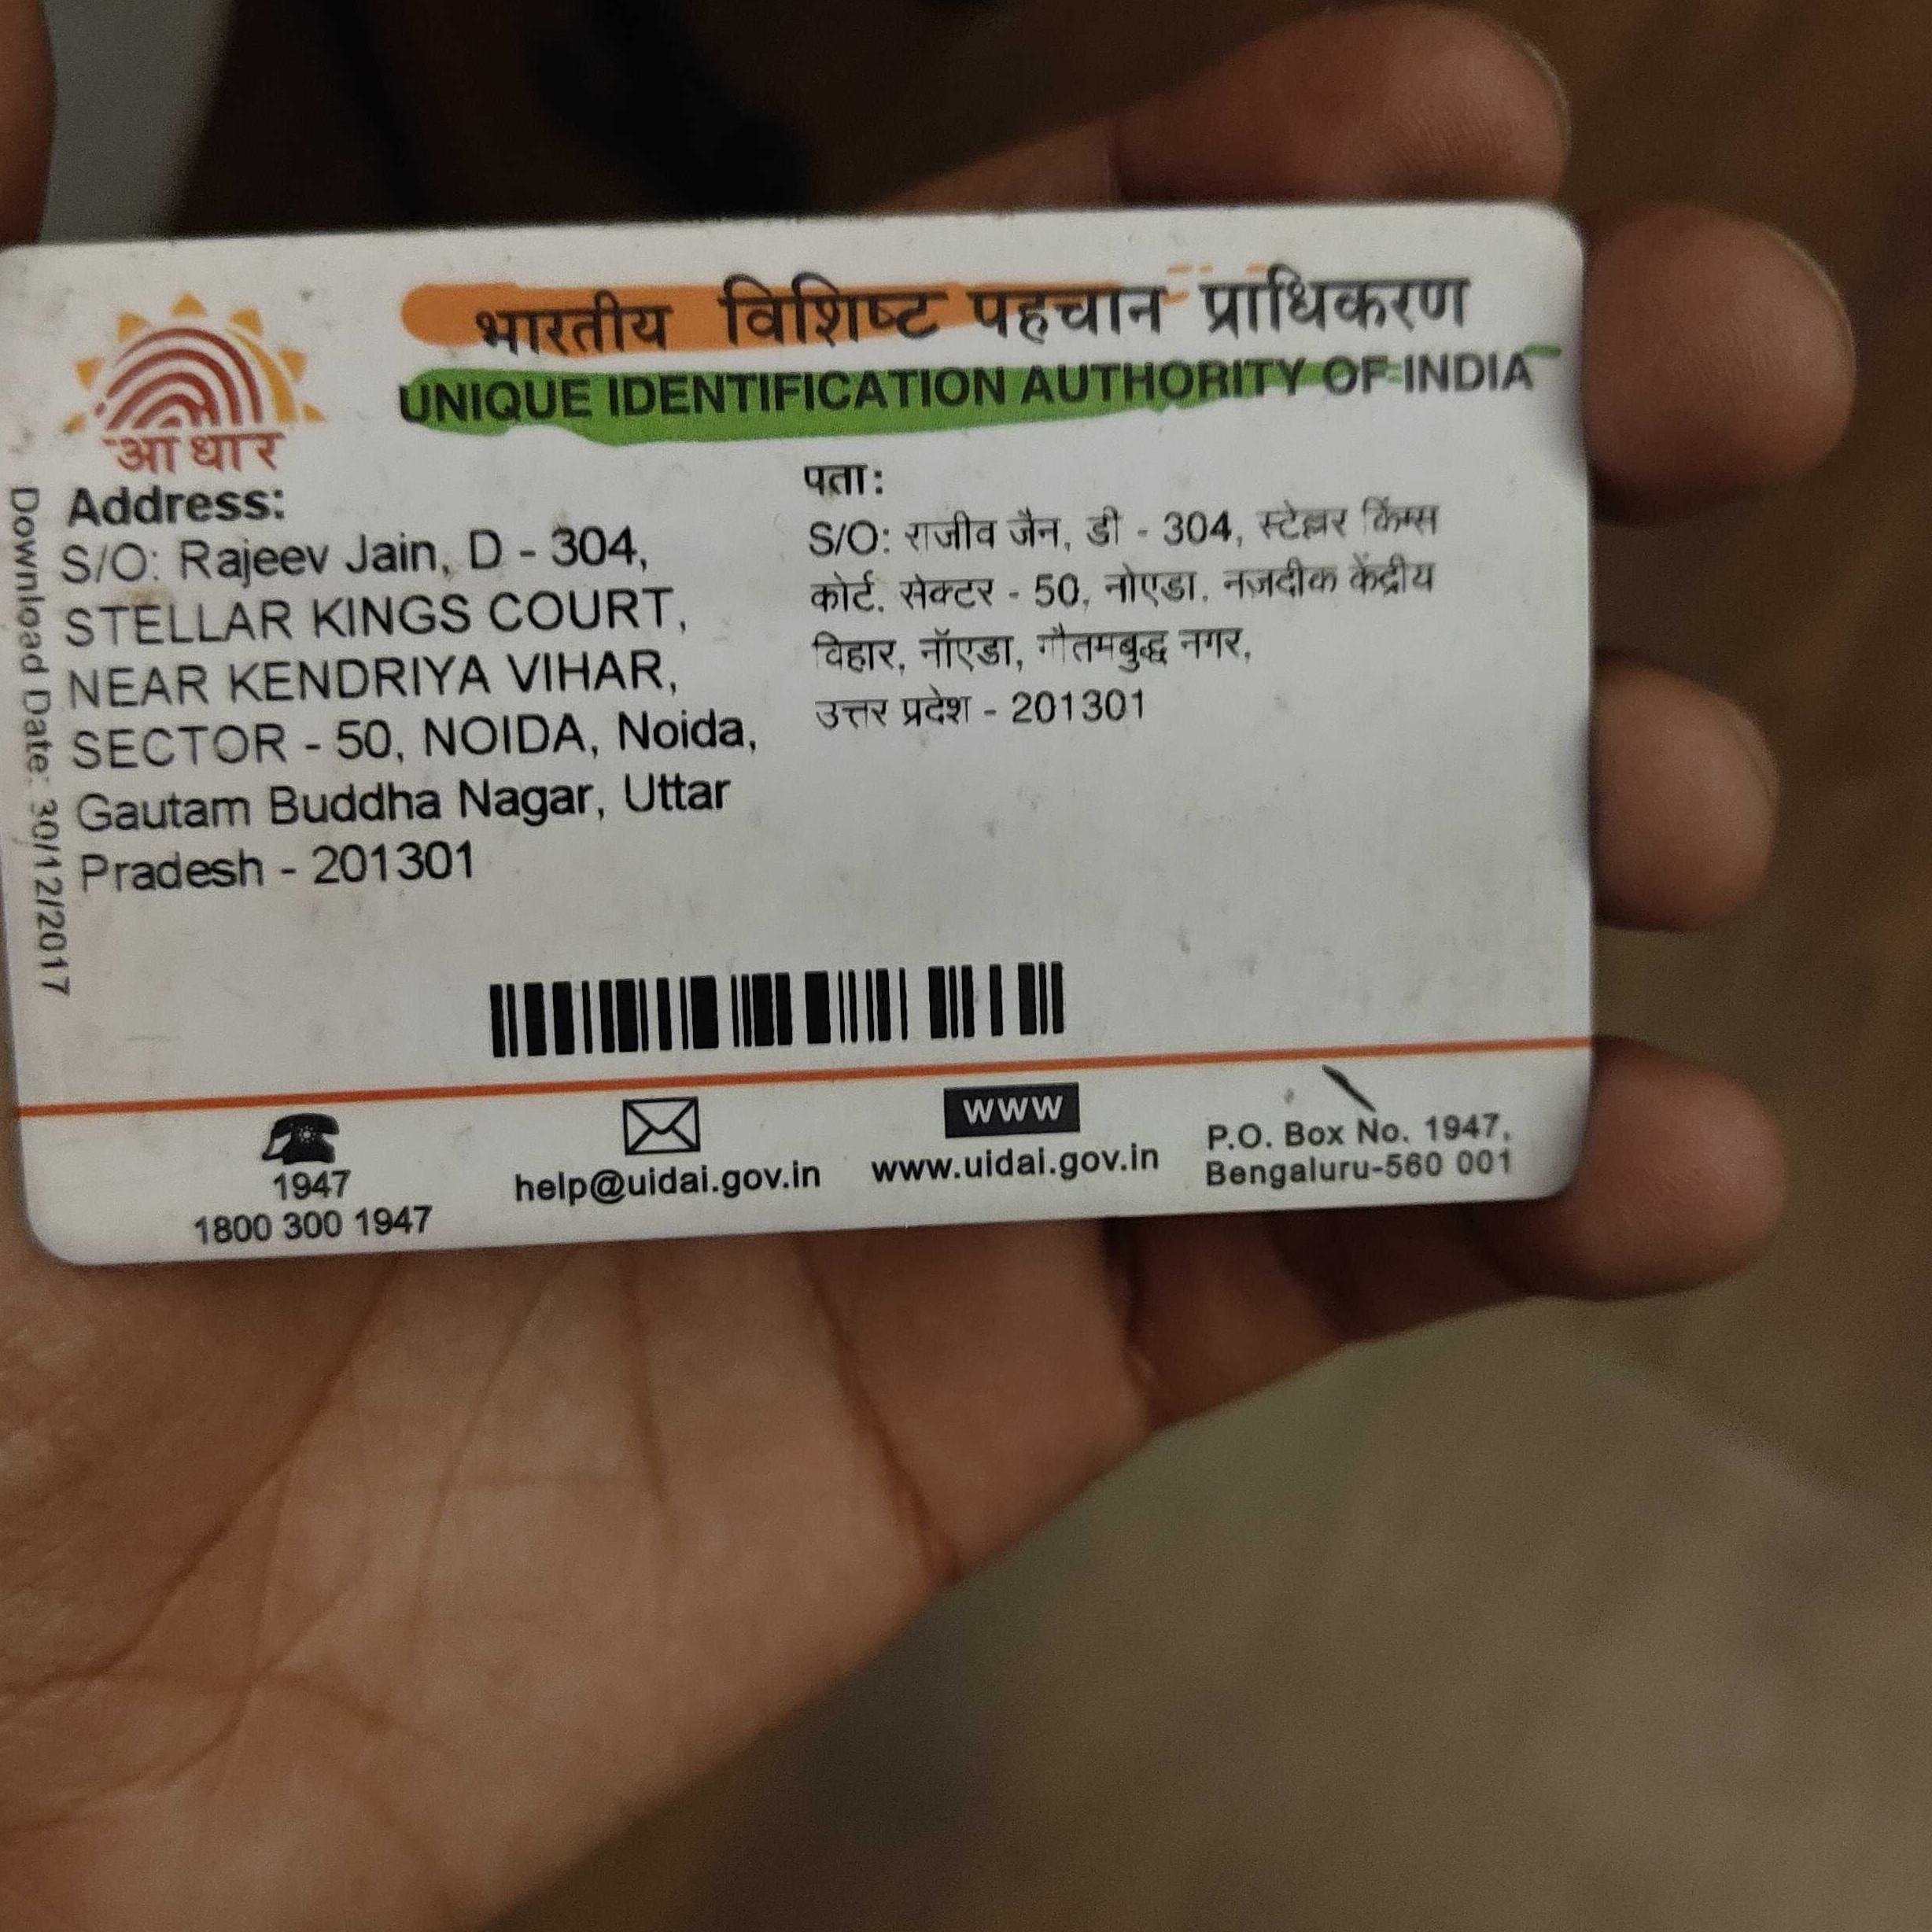 भारतीय विशिष्ट पहचान प्राधिकरण
UNIQUE IDENTIFICATION AUTHORITY OF INDIA
आधार
Download Date: 30/12/2017
Address:
S/O: Rajeev Jain, D - 304,
STELLAR KINGS COURT,
NEAR KENDRIYA VIHAR,
SECTOR - 50, NOIDA, Noida,
Gautam Buddha Nagar, Uttar
Pradesh - 201301
पता:
S/O: राजीव जैन, डी - 304, स्टेल्लर किंग्स
कोर्ट, सेक्टर - 50, नोएडा, नज़दीक केंद्रीय
विहार, नॉएडा, गौतमबुद्ध नगर,
उत्तर प्रदेश - 201301
1947
1800 300 1947
help@uidai.gov.in
www
www.uidai.gov.in
P.O. Box No. 1947,
Bengaluru-560 001